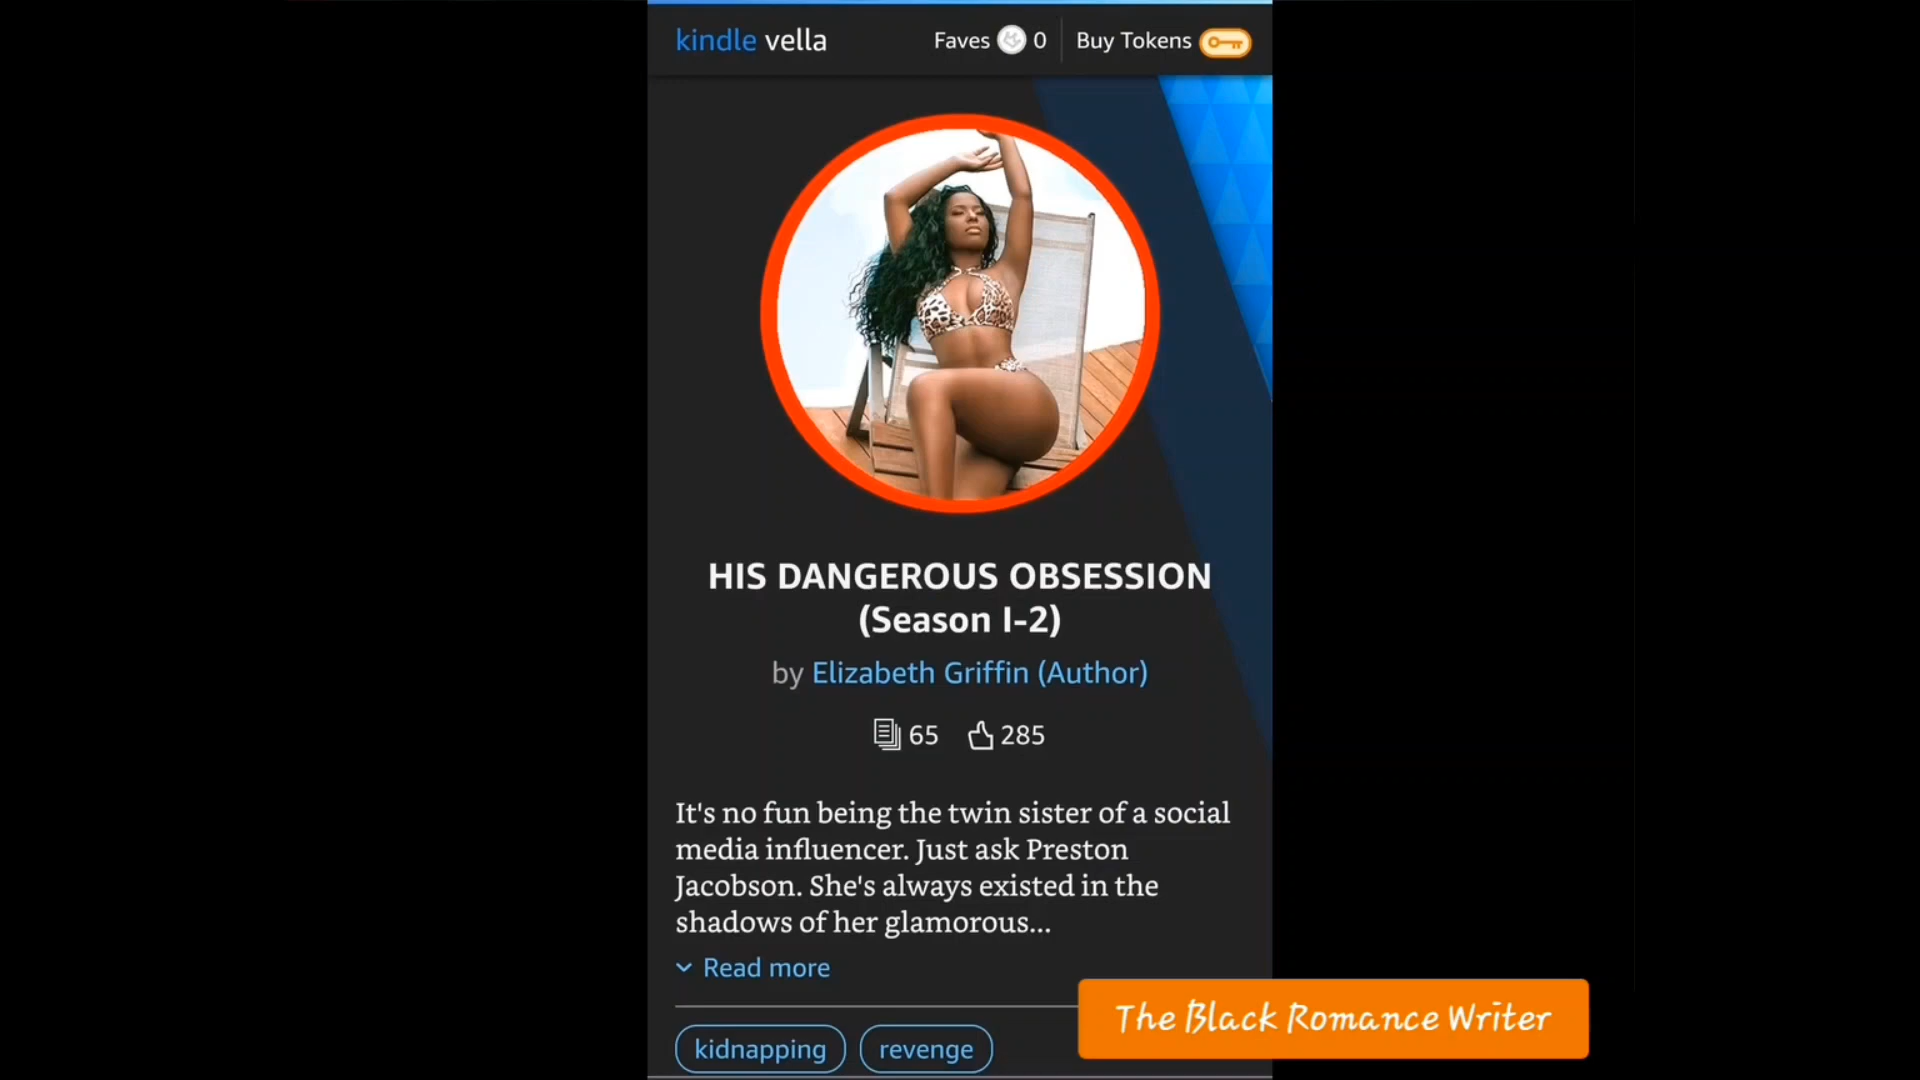 kindle vella
Faves 0
Buy Tokens
HIS DANGEROUS OBSESSION
(Season I-2)
by Elizabeth Griffin (Author)
65 285
It's no fun being the twin sister of a social
media influencer. Just ask Preston
Jacobson. She's always existed in the
shadows of her glamorous...
Read more
The Black Romance Writer
kidnapping
revenge